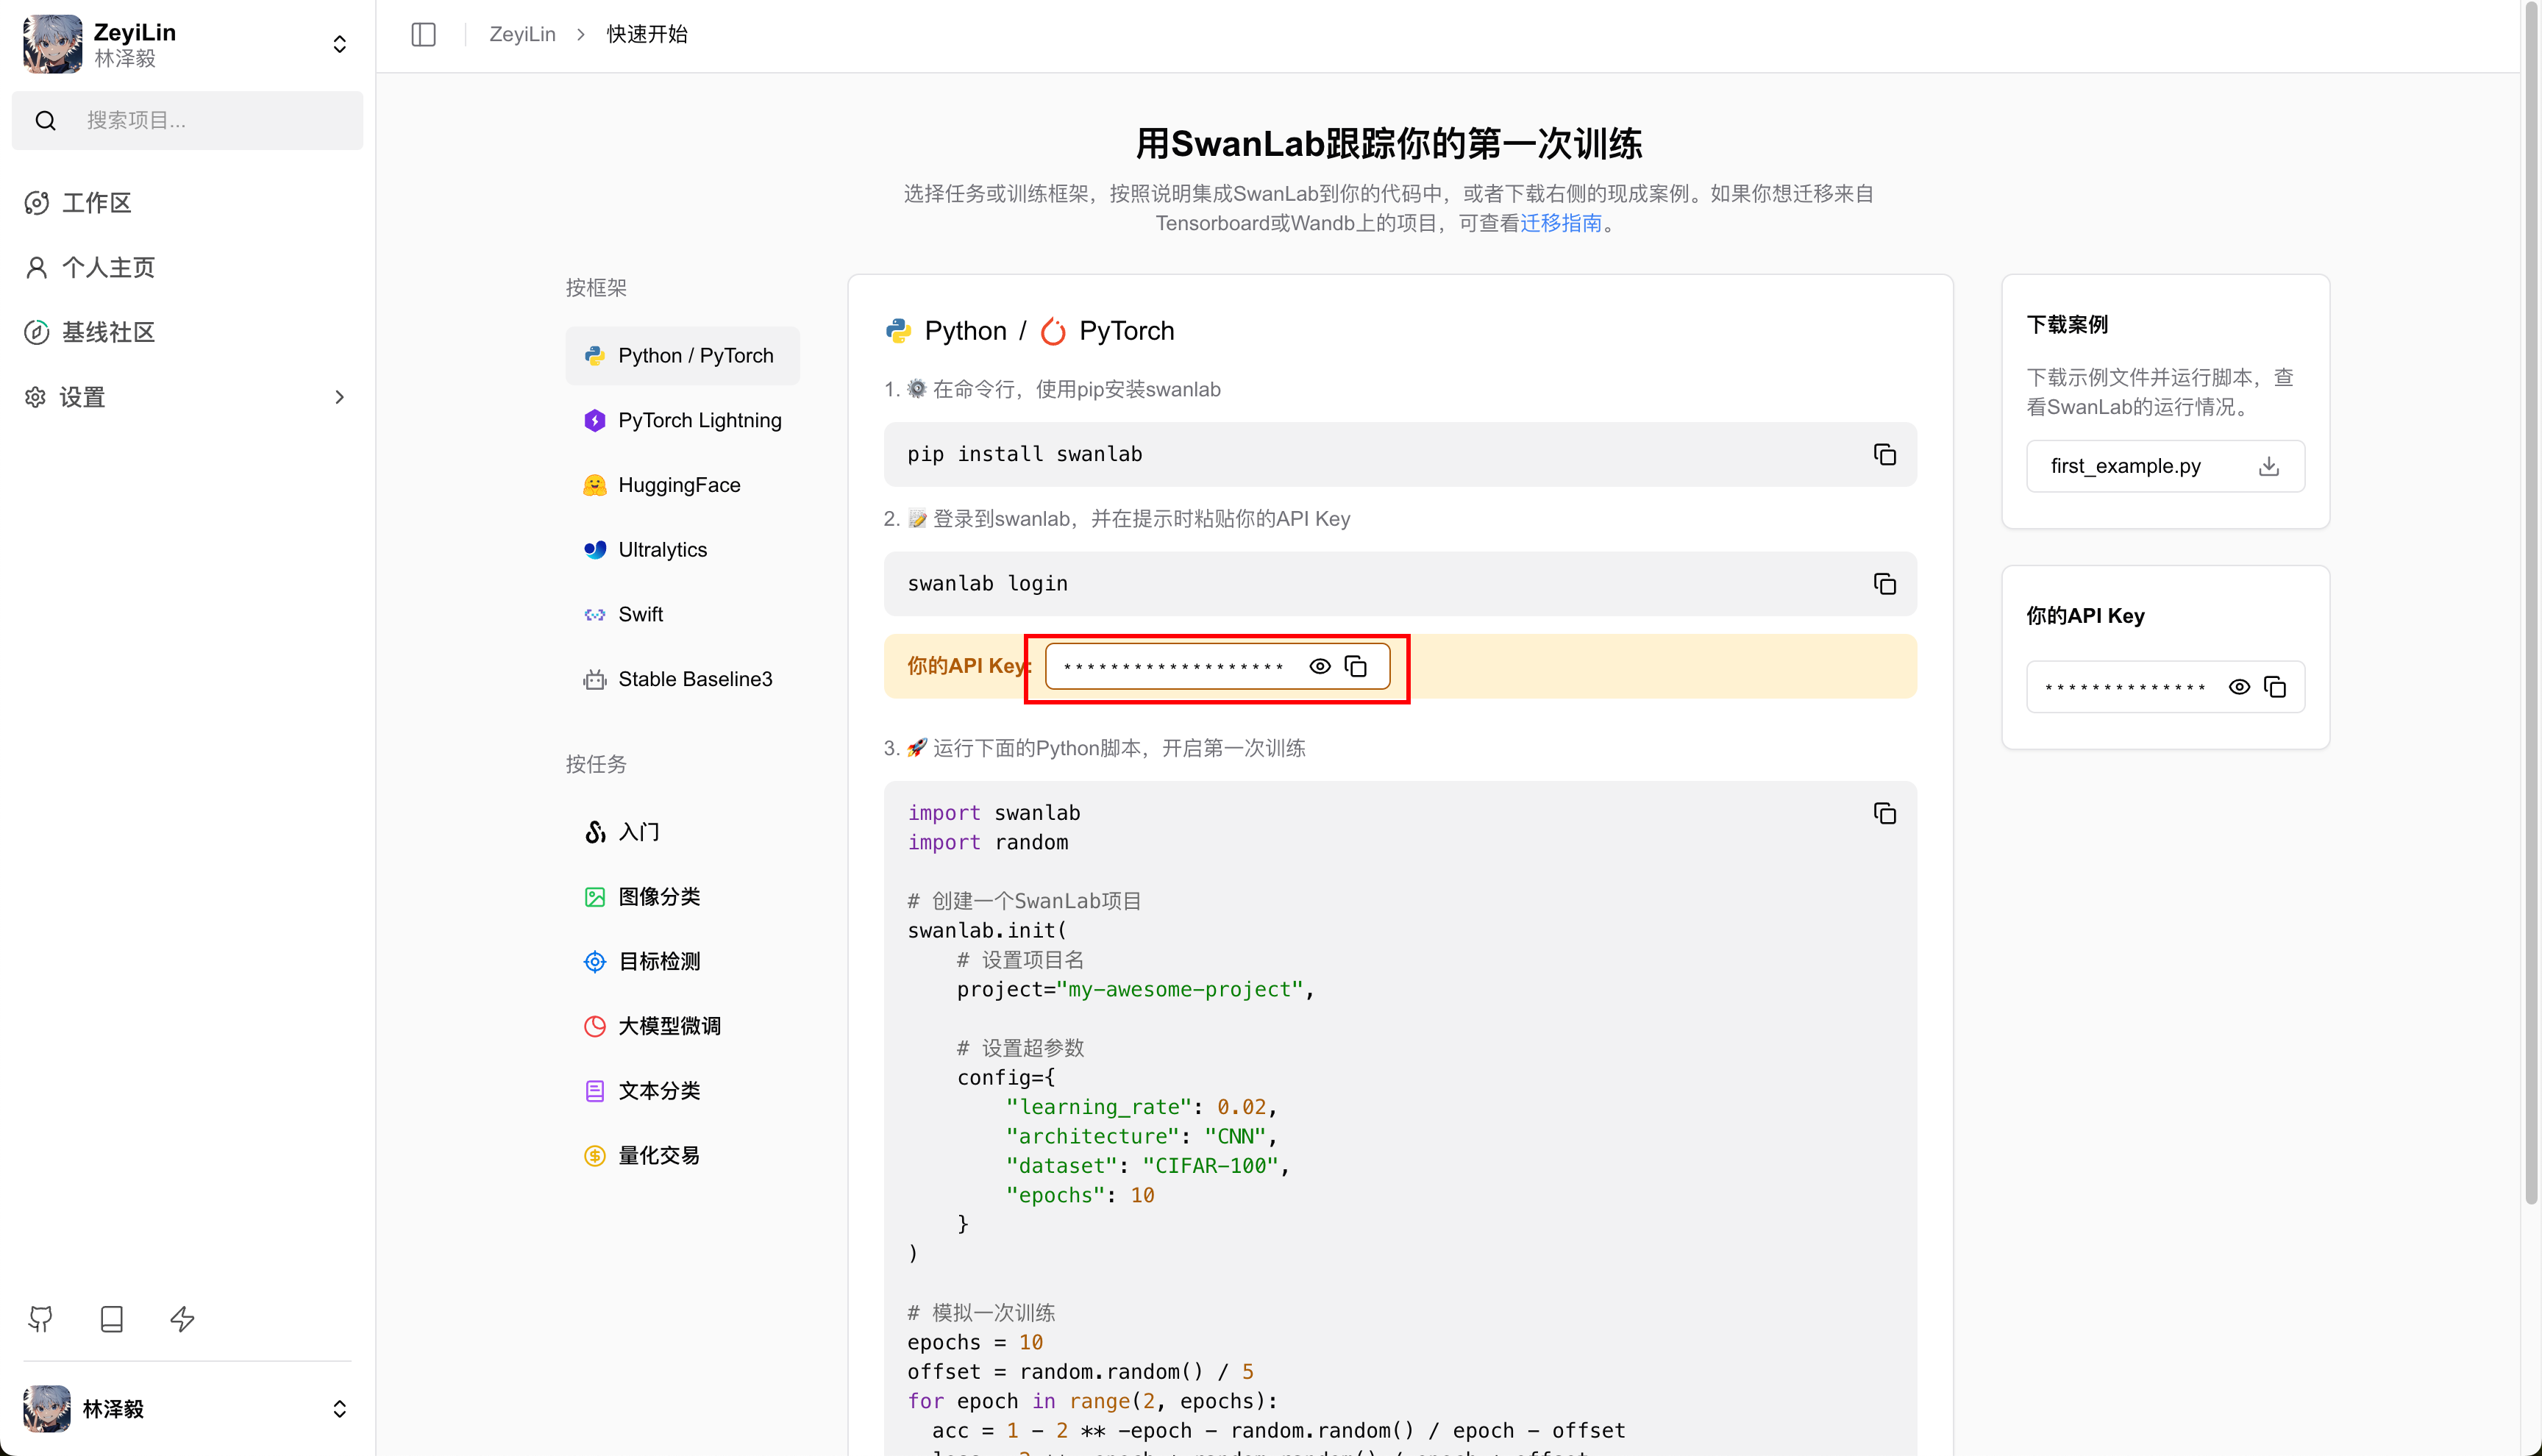 ZeyiLin
林泽毅
搜索项目...
工作区
个人主页
基线社区
设置
林泽毅
ZeyiLin > 快速开始
用SwanLab跟踪你的第一次训练
选择任务或训练框架，按照说明集成SwanLab到你的代码中，或者下载右侧的现成案例。如果你想迁移来自
Tensorboard或Wandb上的项目，可查看迁移指南。
按框架
Python / PyTorch
PyTorch Lightning
HuggingFace
Ultralytics
Swift
Stable Baseline3
按任务
入门
图像分类
目标检测
大模型微调
文本分类
量化交易
Python / PyTorch
1. ⚙️ 在命令行，使用pip安装swanlab
pip install swanlab
2. 📝 登录到swanlab，并在提示时粘贴你的API Key
swanlab login
你的API Key: *******************
3. 🚀 运行下面的Python脚本，开启第一次训练
import swanlab
import random
# 创建一个SwanLab项目
swanlab.init(
    # 设置项目名
    project="my-awesome-project",
    # 设置超参数
    config={
        "learning_rate": 0.02,
        "architecture": "CNN",
        "dataset": "CIFAR-100",
        "epochs": 10
    }
)
# 模拟一次训练
epochs = 10
offset = random.random() / 5
for epoch in range(2, epochs):
  acc = 1 - 2 ** -epoch - random.random() / epoch - offset
下载案例
下载示例文件并运行脚本，查
看SwanLab的运行情况。
first_example.py
你的API Key
**************